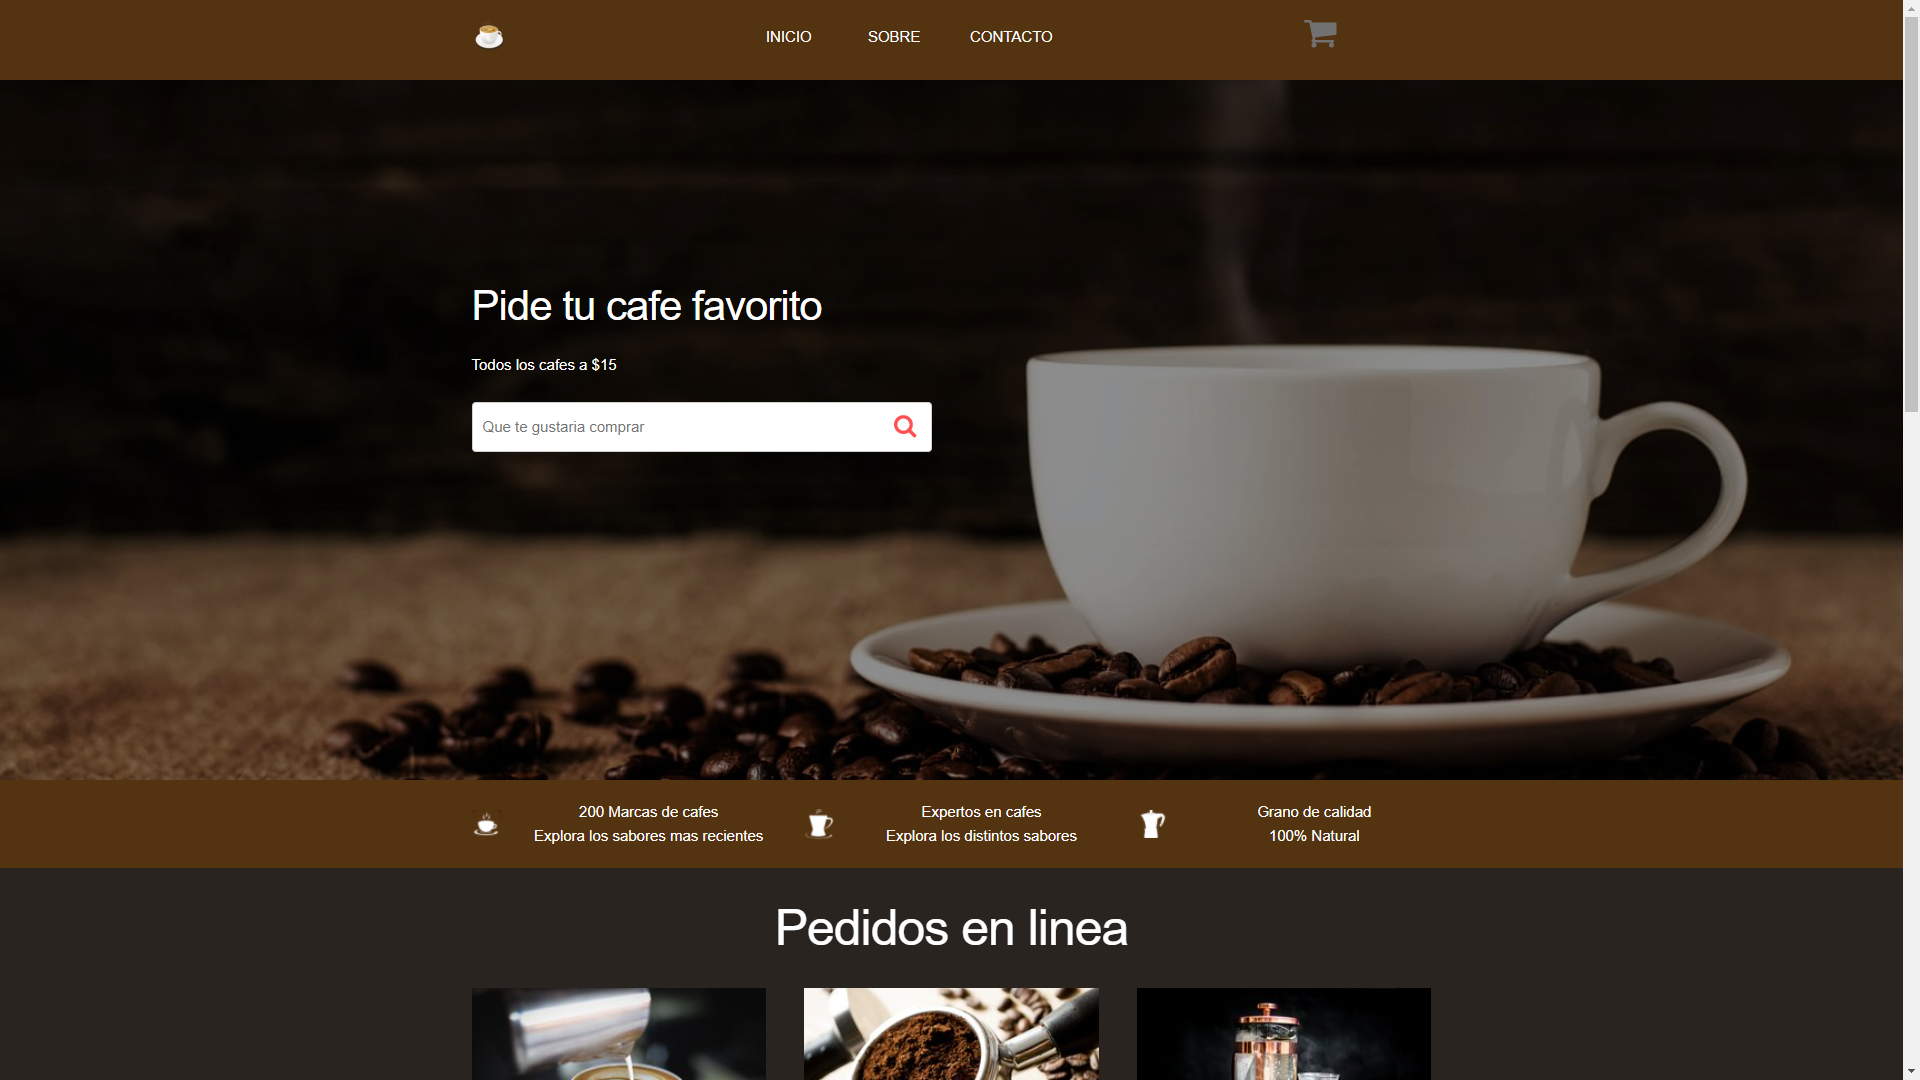 INICIO SOBRE CONTACTO
Pide tu cafe favorito
Todos los cafes a $15
Que te gustaria comprar
200 Marcas de cafes
Explora los sabores mas recientes
Expertos en cafes
Explora los distintos sabores
Grano de calidad
100% Natural
Pedidos en linea